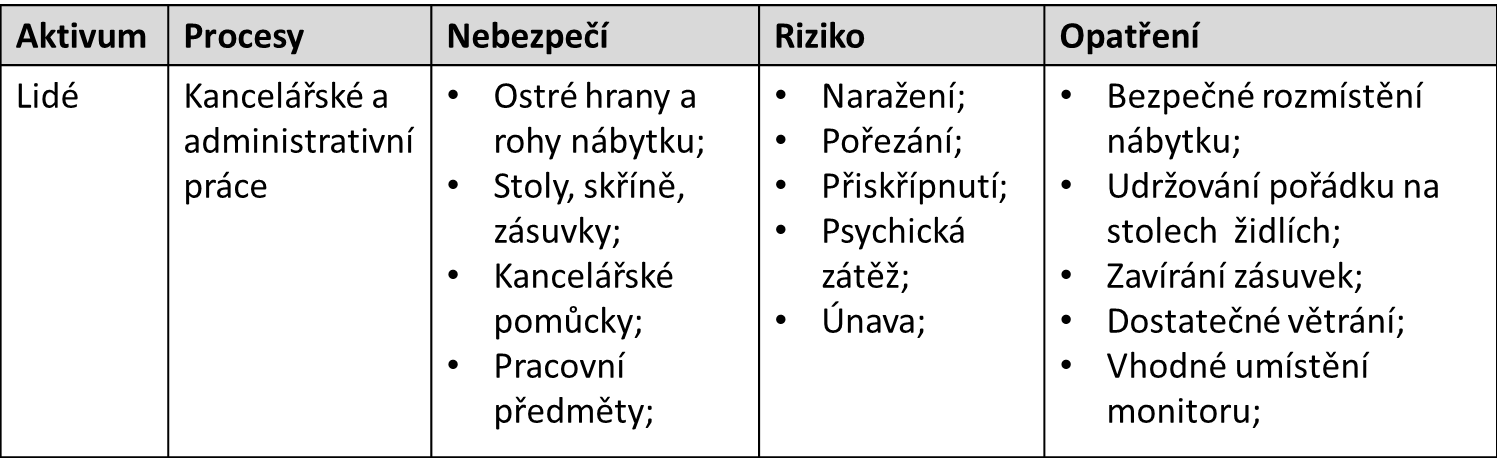 Aktivum
Procesy
Nebezpečí
Riziko
Opatření
Lidé
Kancelářské a
administrativní
práce
• Ostré hrany a
rohy nábytku;
• Stoly, skříně,
zásuvky;
• Kancelářské
pomůcky;
• Pracovní
předměty;
• Naražení;
• Pořezání;
• Přiskřípnutí;
• Psychická
zátěž;
• Únava;
• Bezpečné rozmístění
nábytku;
• Udržování pořádku na
stolech  židlích;
• Zavírání zásuvek;
• Dostatečné větrání;
• Vhodné umístění
monitoru;